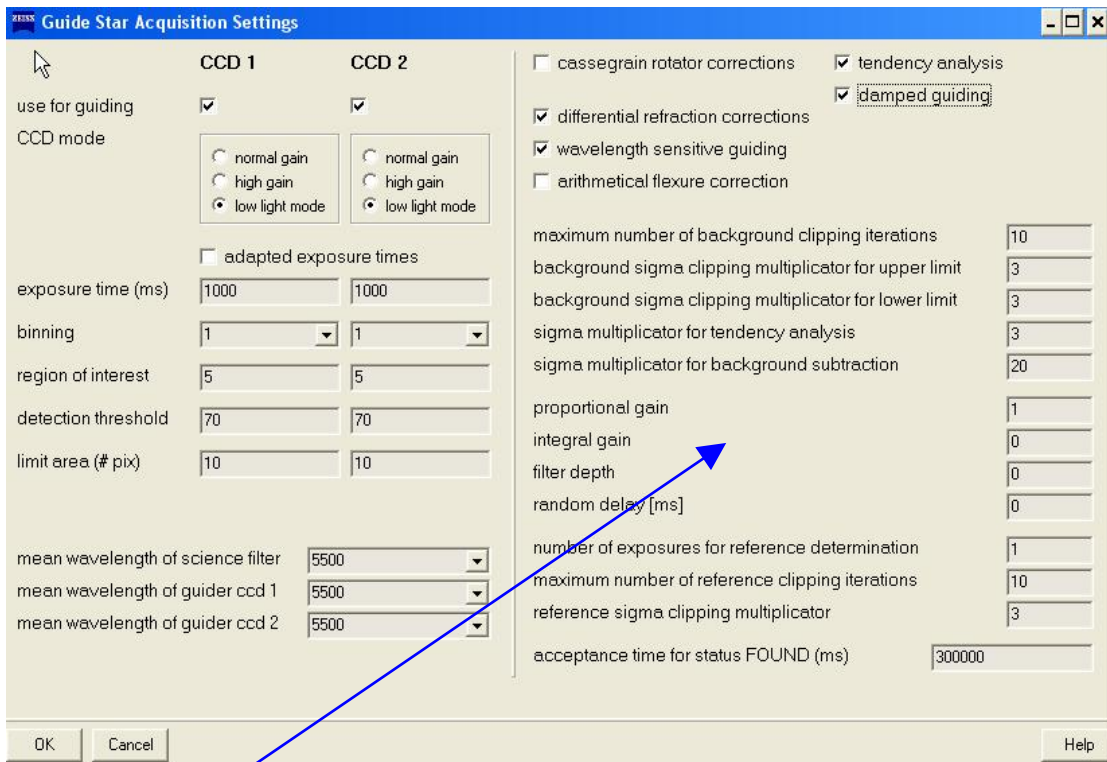 ZEISS Guide Star Acquisition Settings
CCD 1 CCD 2
use for guiding
CCD mode
normal gain normal gain
high gain high gain
low light mode low light mode
adapted exposure times
exposure time (ms) 1000 1000
binning 1 1
region of interest 5 5
detection threshold 70 70
limit area (# pix) 10 10
mean wavelength of science filter 5500
mean wavelength of guider ccd 1 5500
mean wavelength of guider ccd 2 5500
cassegrain rotator corrections tendency analysis
damped guiding
differential refraction corrections
wavelength sensitive guiding
arithmetical flexure correction
maximum number of background clipping iterations 10
background sigma clipping multiplicator for upper limit 3
background sigma clipping multiplicator for lower limit 3
sigma multiplicator for tendency analysis 3
sigma multiplicator for background subtraction 20
proportional gain 1
integral gain 0
filter depth 0
random delay [ms] 0
number of exposures for reference determination 1
maximum number of reference clipping iterations 10
reference sigma clipping multiplicator 3
acceptance time for status FOUND (ms) 300000
OK Cancel Help